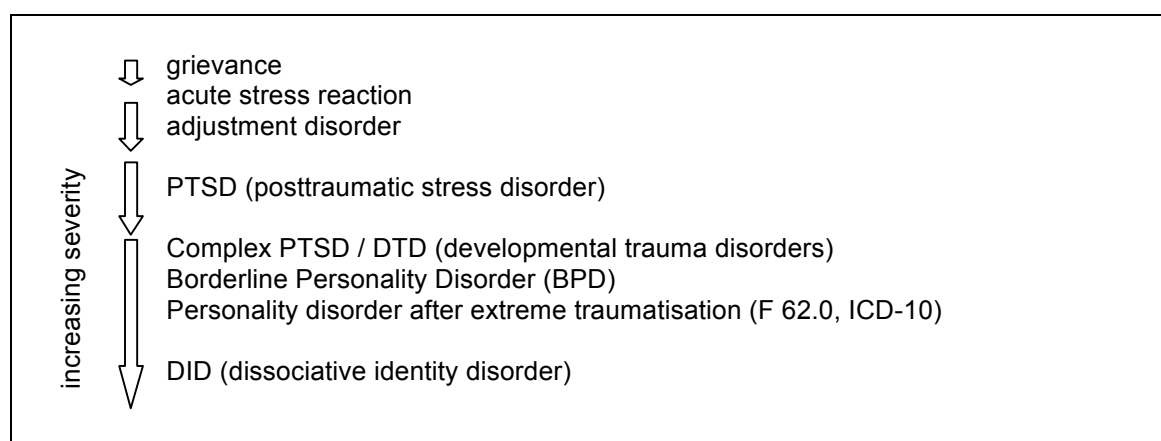 grievance
acute stress reaction
adjustment disorder
PTSD (posttraumatic stress disorder)
Complex PTSD / DTD (developmental trauma disorders)
Borderline Personality Disorder (BPD)
Personality disorder after extreme traumatisation (F 62.0, ICD-10)
DID (dissociative identity disorder)
increasing severity